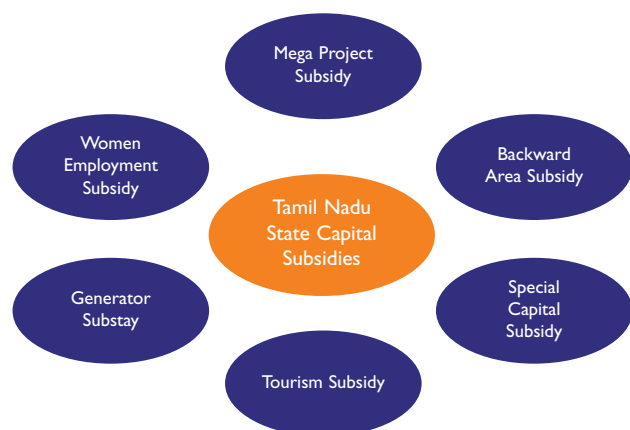 Mega Project
Subsidy
Women
Employment
Subsidy
Backward
Area Subsidy
Tamil Nadu
State Capital
Subsidies
Generator
Substay
Special
Capital
Subsidy
Tourism Subsidy